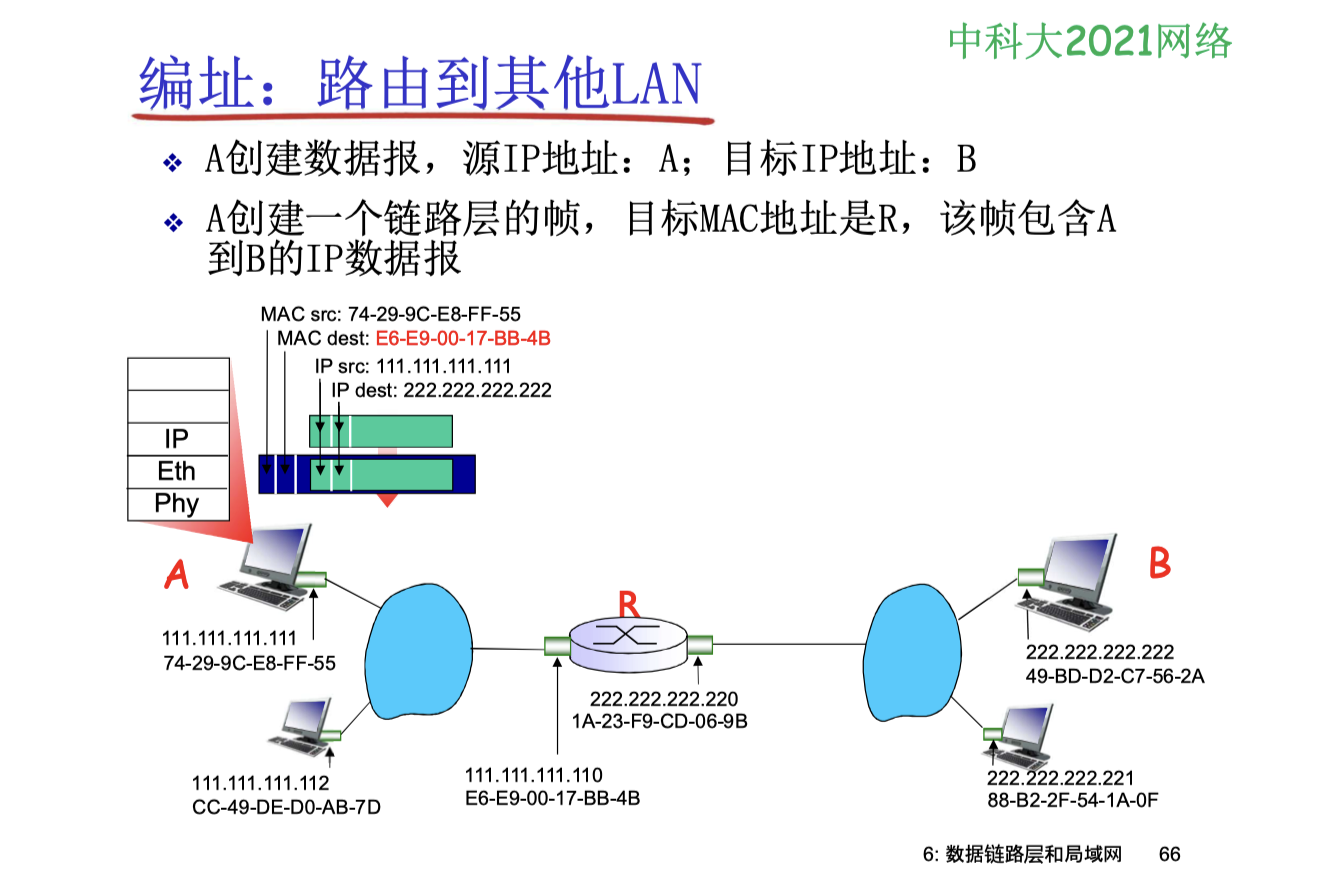 中科大2021网络
编址：路由到其他LAN
A创建数据报，源IP地址：A；目标IP地址：B
A创建一个链路层的帧，目标MAC地址是R，该帧包含A
到B的IP数据报
MAC src: 74-29-9C-E8-FF-55
MAC dest: E6-E9-00-17-BB-4B
IP src: 111.111.111.111
IP dest: 222.222.222.222
IP
Eth
Phy
A
R
B
111.111.111.111
74-29-9C-E8-FF-55
222.222.222.222
49-BD-D2-C7-56-2A
222.222.222.220
1A-23-F9-CD-06-9B
111.111.111.112
CC-49-DE-D0-AB-7D
111.111.111.110
E6-E9-00-17-BB-4B
222.222.222.221
88-B2-2F-54-1A-0F
6: 数据链路层和局域网 66